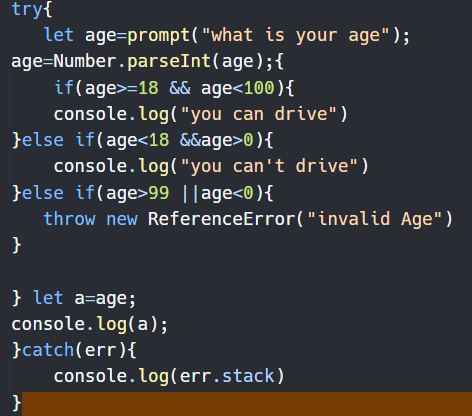 try{
let age=prompt("what is your age");
age=Number.parseInt(age);{
if(age>=18 && age<100){
console.log("you can drive")
}else if(age<18 &&age>0){
console.log("you can't drive")
}else if(age>99 ||age<0){
throw new ReferenceError("invalid Age")
}
} let a=age;
console.log(a);
}catch(err){
console.log(err.stack)
}